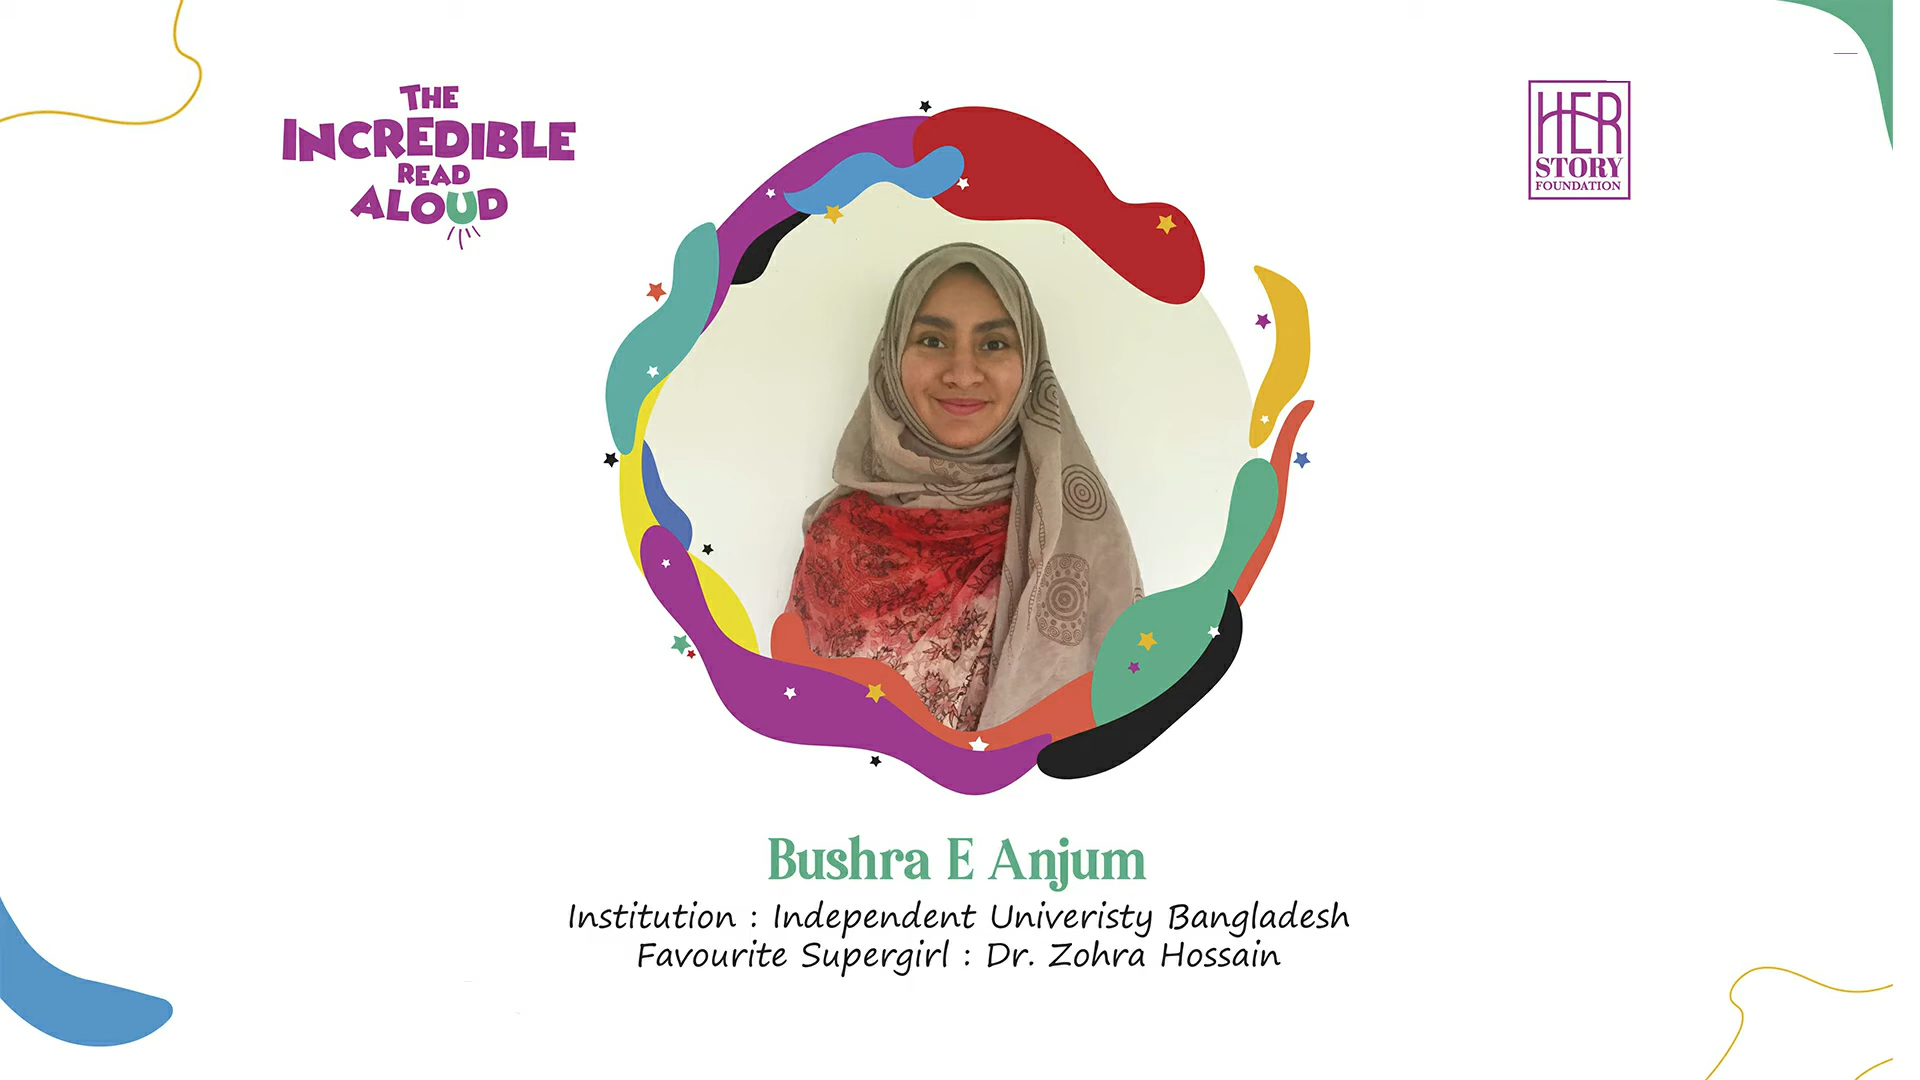 THE
INCREDIBLE
READ
ALOUD
HER
STORY
FOUNDATION
Bushra E Anjum
Institution : Independent Univeristy Bangladesh
Favourite Supergirl : Dr. Zohra Hossain